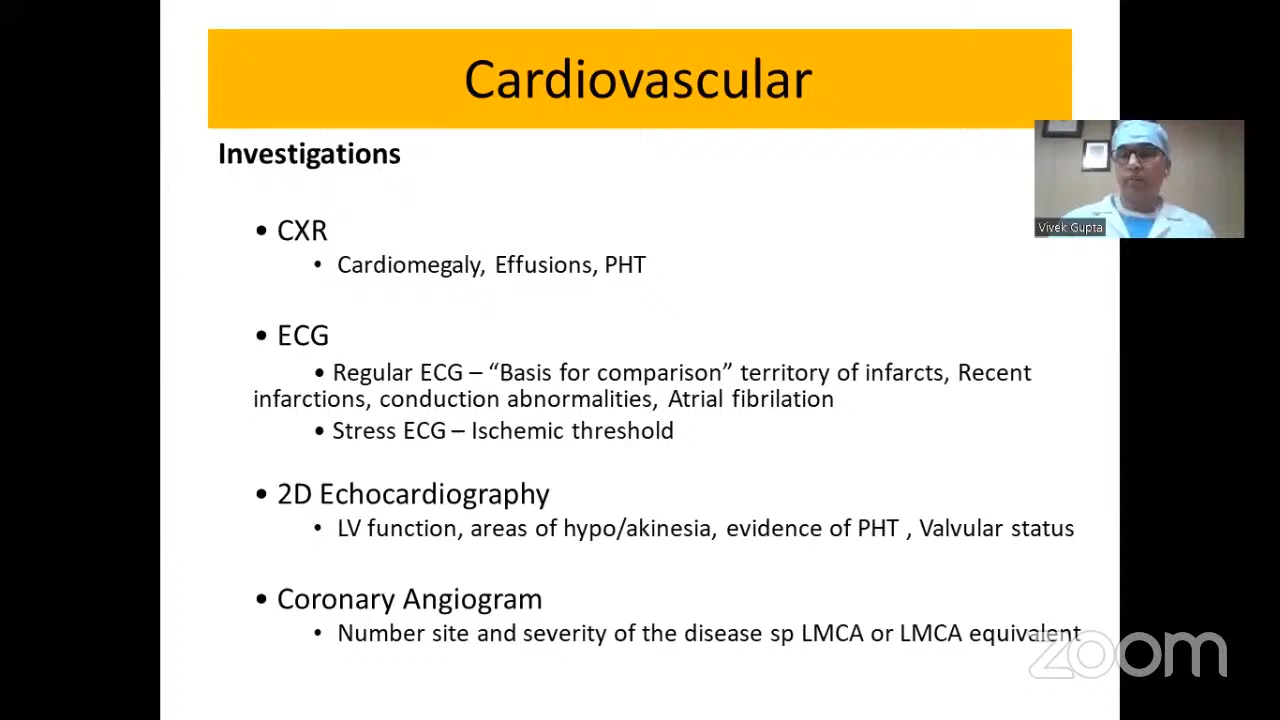 Cardiovascular
Investigations
• CXR
• Cardiomegaly, Effusions, PHT
• ECG
• Regular ECG – “Basis for comparison” territory of infarcts, Recent
infarctions, conduction abnormalities, Atrial fibrilation
• Stress ECG – Ischemic threshold
• 2D Echocardiography
• LV function, areas of hypo/akinesia, evidence of PHT , Valvular status
• Coronary Angiogram
• Number site and severity of the disease sp LMCA or LMCA equivalent
Vivek Gupta
zoom